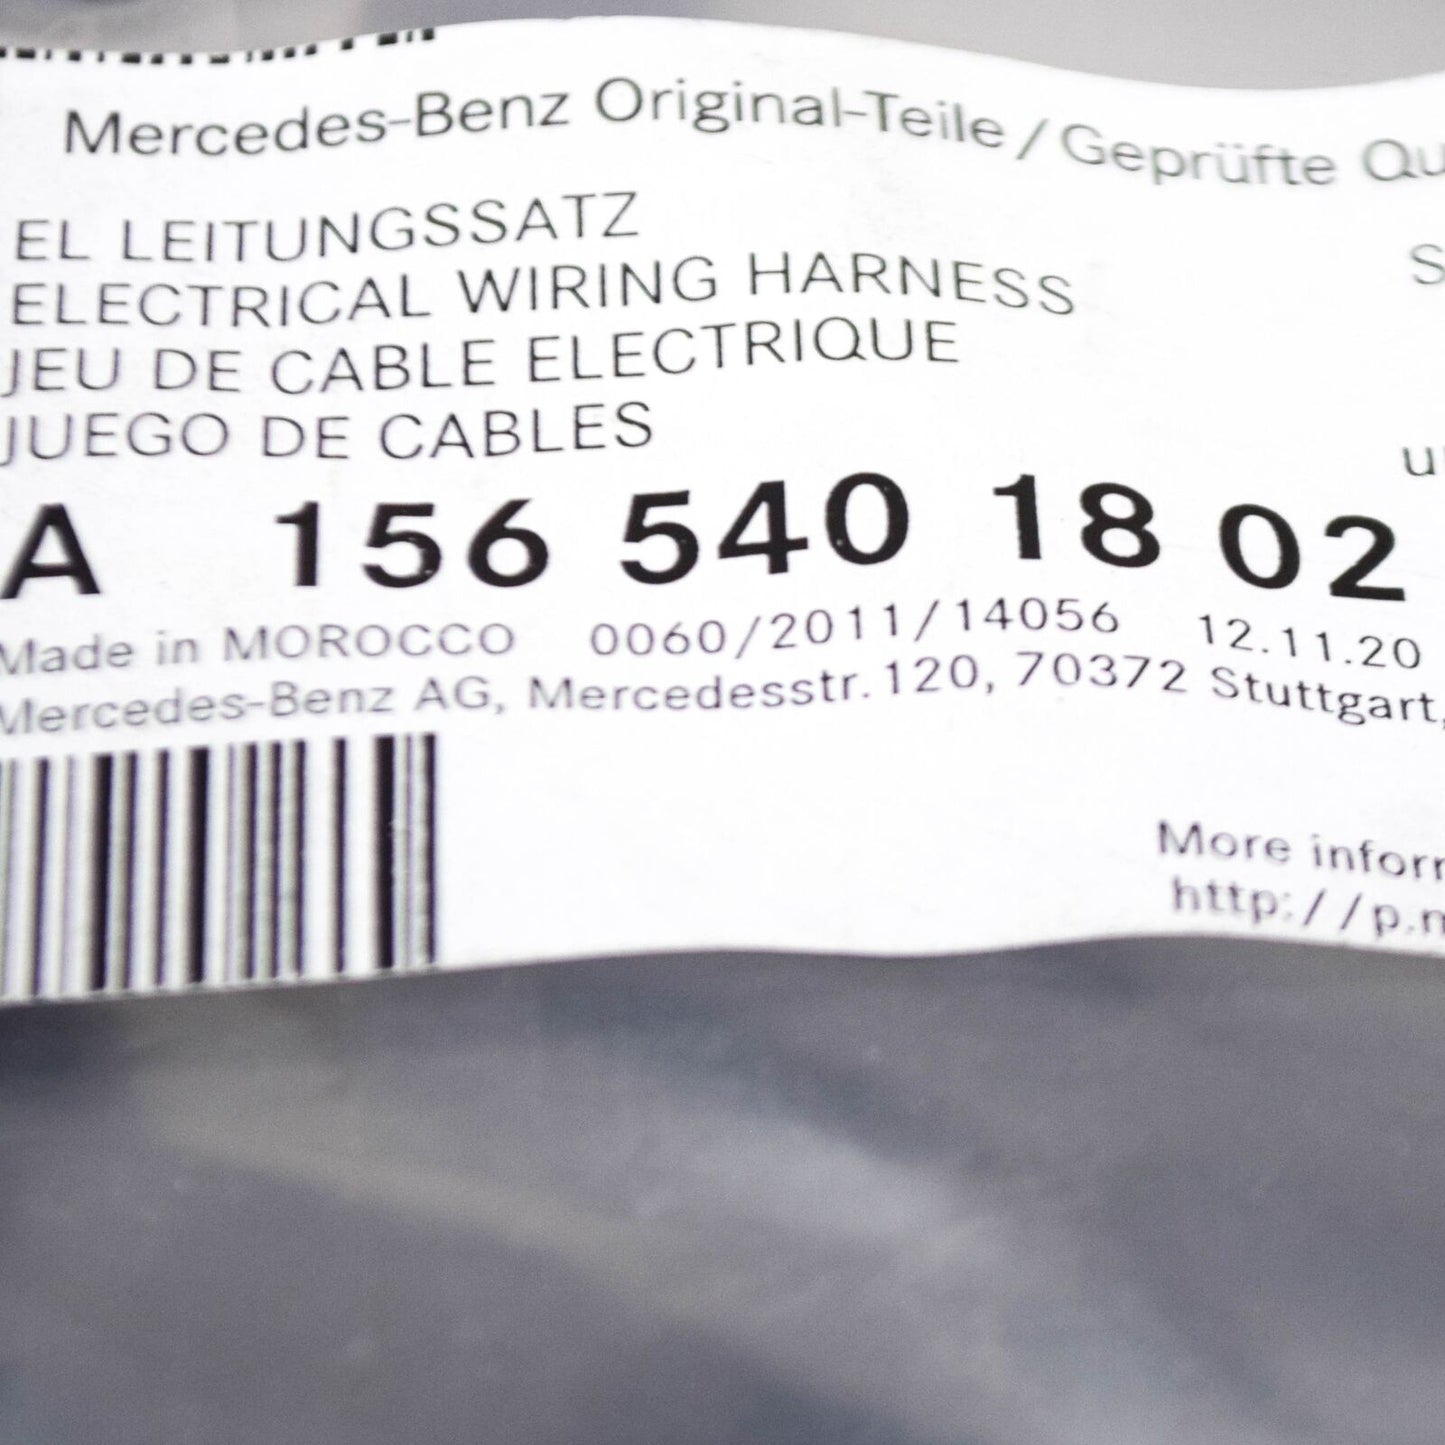 Mercedes-Benz Original-Teile / Geprüfte
EL LEITUNGSSATZ
ELECTRICAL WIRING HARNESS
JEU DE CABLE ELECTRIQUE
JUEGO DE CABLES
A 156 540 18 02
Made in MOROCCO 0060/2011/14056 12.11.20
Mercedes-Benz AG, Mercedesstr. 120, 70372 Stuttgart,
More
http://p.